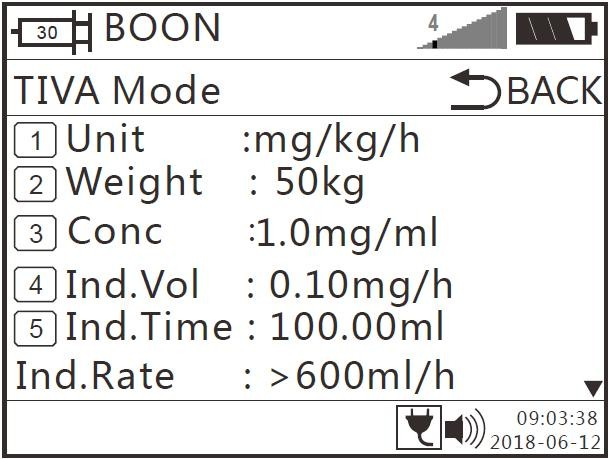 30 BOON 4
TIVA Mode BACK
1 Unit :mg/kg/h
2 Weight : 50kg
3 Conc :1.0mg/ml
4 Ind.Vol : 0.10mg/h
5 Ind.Time : 100.00ml
Ind.Rate : >600ml/h
09:03:38
2018-06-12